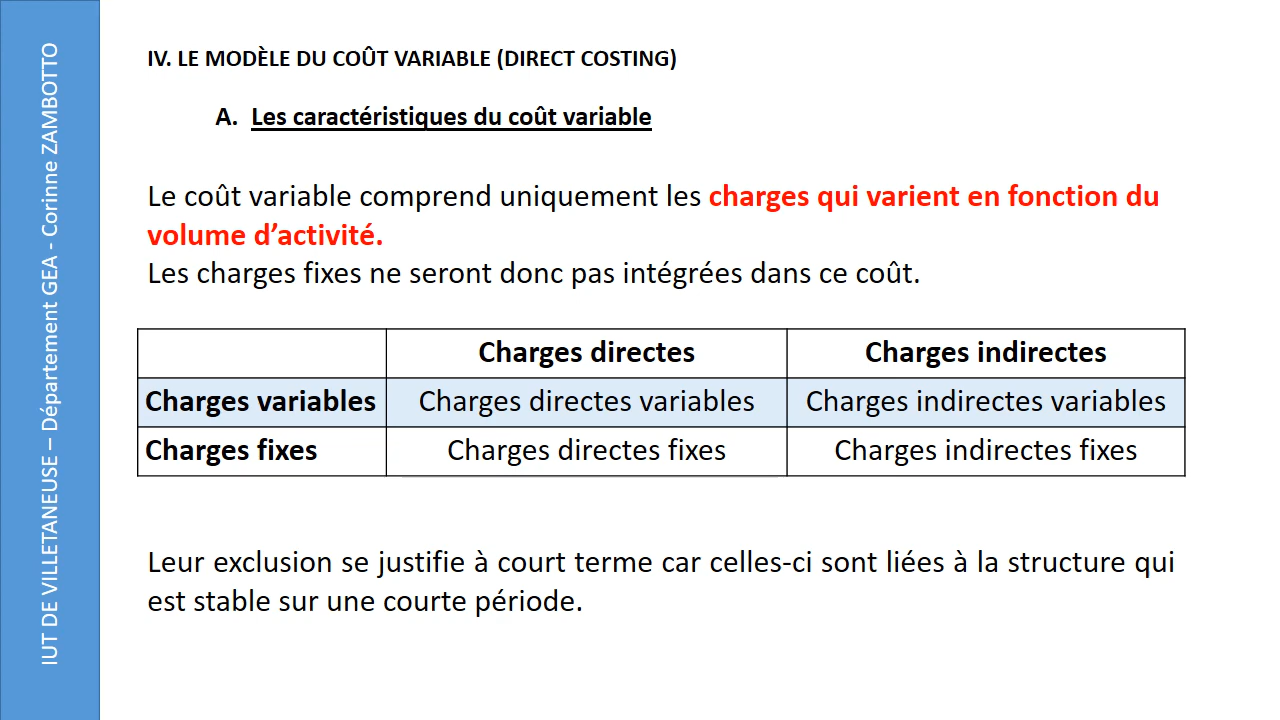 IUT DE VILLETANEUSE – Département GEA - Corinne ZAMBOTTO
IV. LE MODÈLE DU COÛT VARIABLE (DIRECT COSTING)
A. Les caractéristiques du coût variable
Le coût variable comprend uniquement les charges qui varient en fonction du
volume d’activité.
Les charges fixes ne seront donc pas intégrées dans ce coût.
Charges directes Charges indirectes
Charges variables Charges directes variables Charges indirectes variables
Charges fixes Charges directes fixes Charges indirectes fixes
Leur exclusion se justifie à court terme car celles-ci sont liées à la structure qui
est stable sur une courte période.